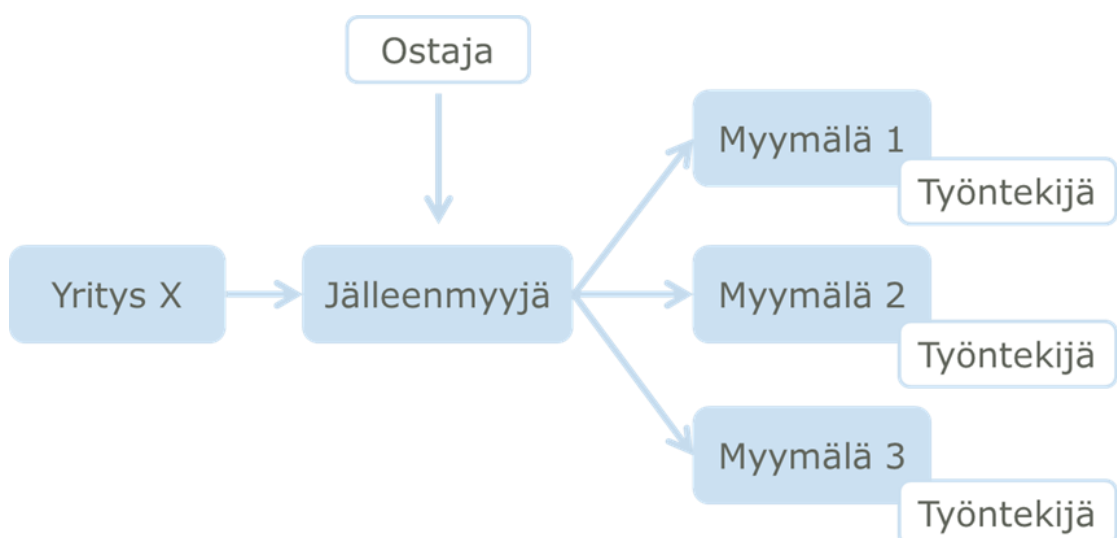 Ostaja
Myymälä 1
Työntekijä
Yritys X
Jälleenmyyjä
Myymälä 2
Työntekijä
Myymälä 3
Työntekijä